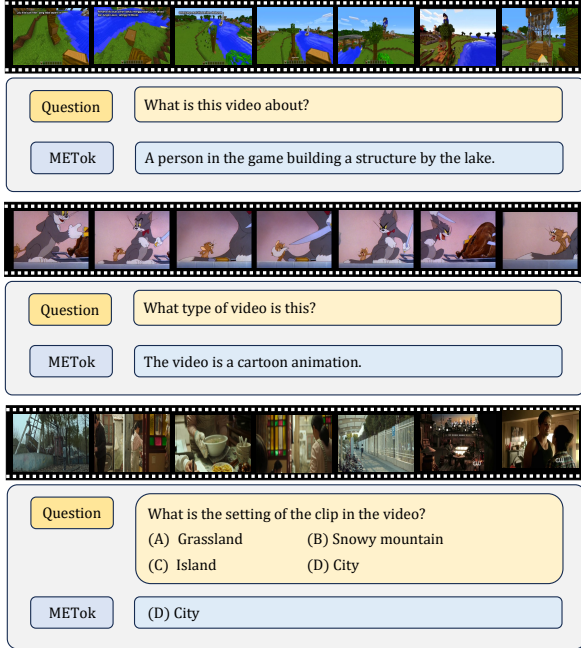 Question
What is this video about?
METok
A person in the game building a structure by the lake.
Question
What type of video is this?
METok
The video is a cartoon animation.
Question
What is the setting of the clip in the video?
(A) Grassland (B) Snowy mountain
(C) Island (D) City
METok
(D) City